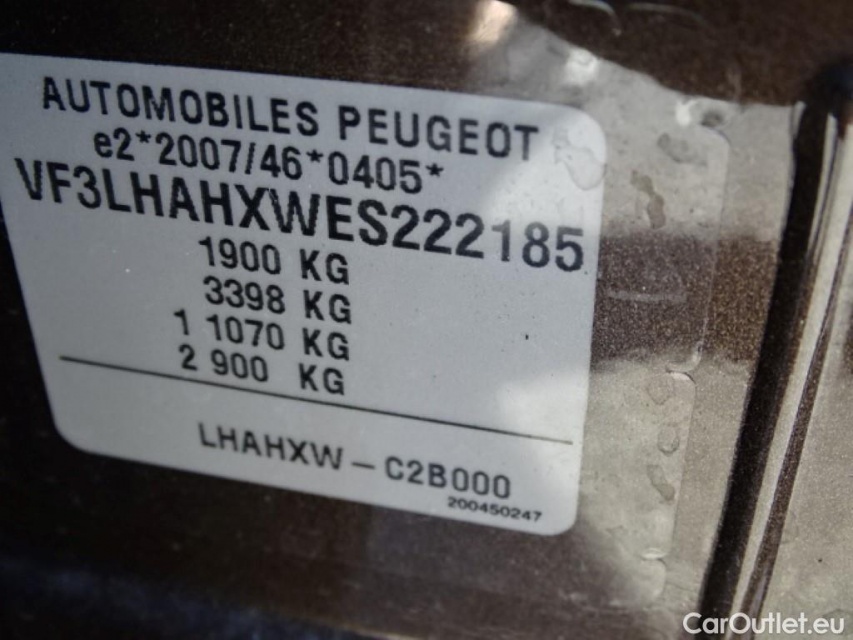 AUTOMOBILES PEUGEOT
e2*2007/46*0405*
VF3LHAHXWES222185
1900 KG
3398 KG
1 1070 KG
2 900 KG
LHAHXW-C2B000
200450247
CarOutlet.eu